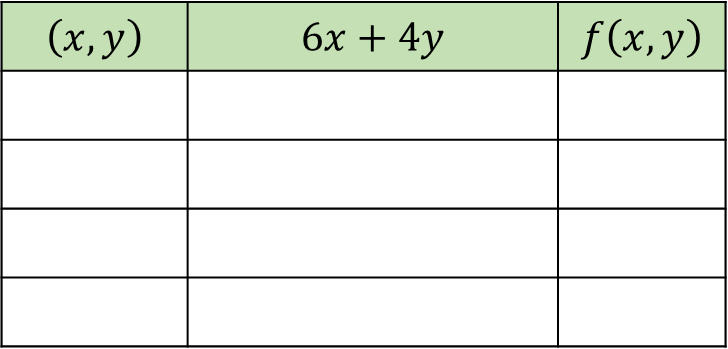 (x, y) 6x + 4y f(x, y)